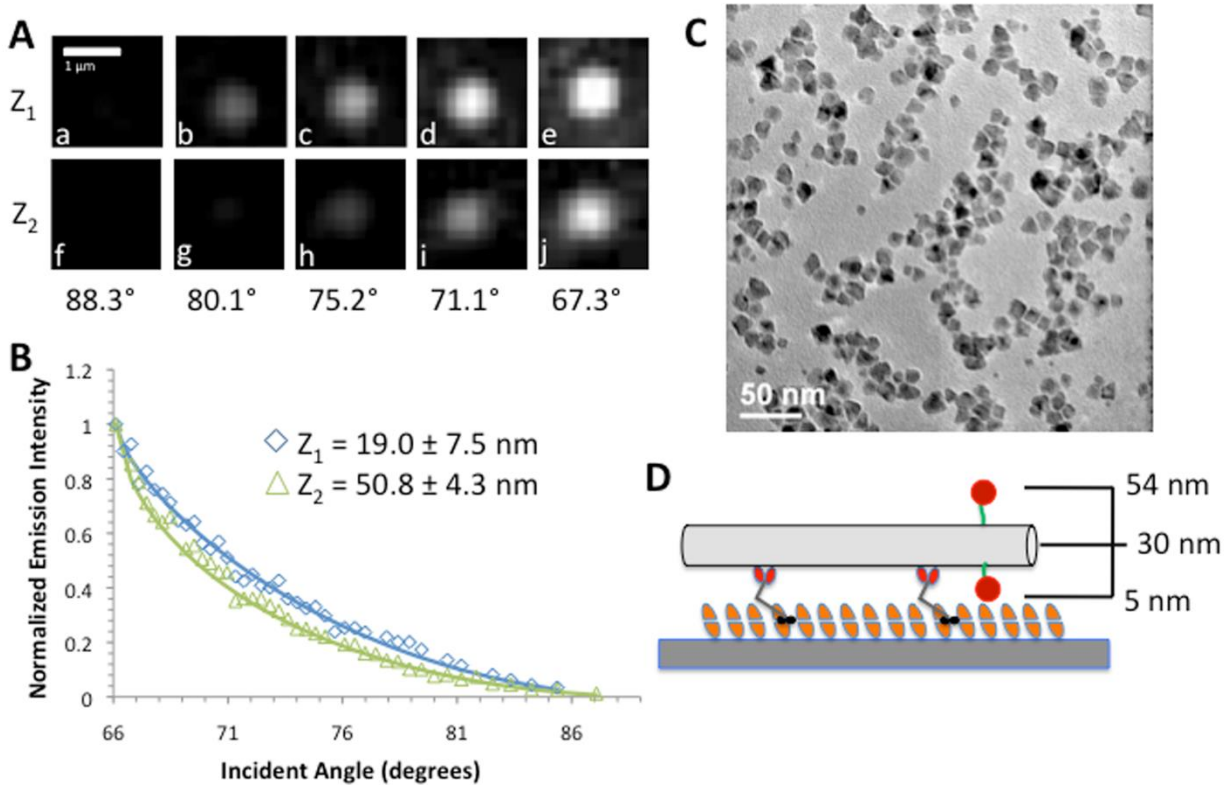 A
Z1
1 μm
a
b
c
d
e
Z2
f
g
h
i
j
88.3°
80.1°
75.2°
71.1°
67.3°
B
Normalized Emission Intensity
1.2
1
0.8
0.6
0.4
0.2
0
66
71
76
81
86
Incident Angle (degrees)
Z1 = 19.0 ± 7.5 nm
Z2 = 50.8 ± 4.3 nm
C
50 nm
D
54 nm
30 nm
5 nm